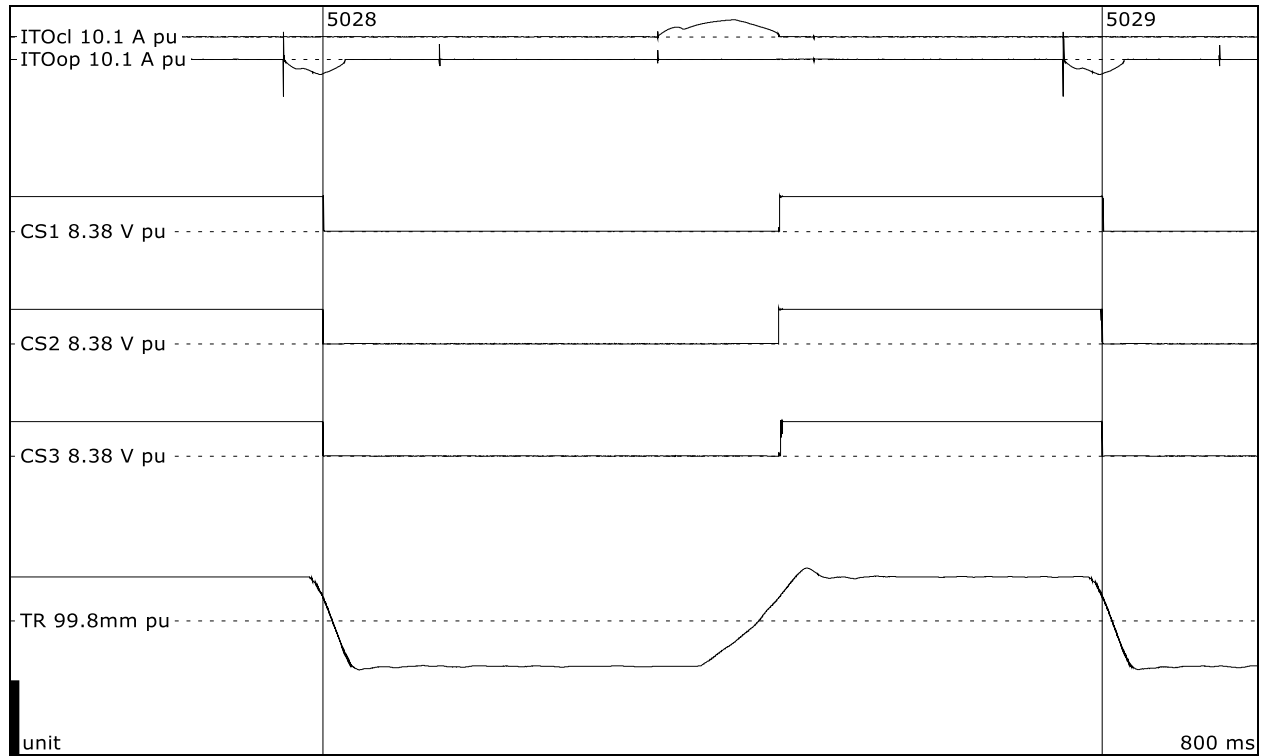 5028
5029
ITOcl 10.1 A pu
ITOop 10.1 A pu
CS1 8.38 V pu
CS2 8.38 V pu
CS3 8.38 V pu
TR 99.8mm pu
unit
800 ms